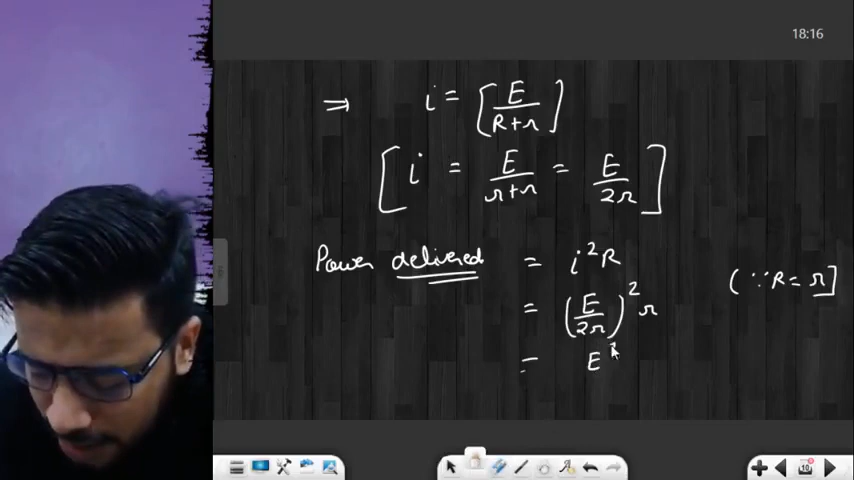 18:16
⇒ i = [E/(R+r)]
[i = E/(r+r) = E/2r]
Power delivered = i²R
(∵ R = r]
= (E/2r)² r
= E²